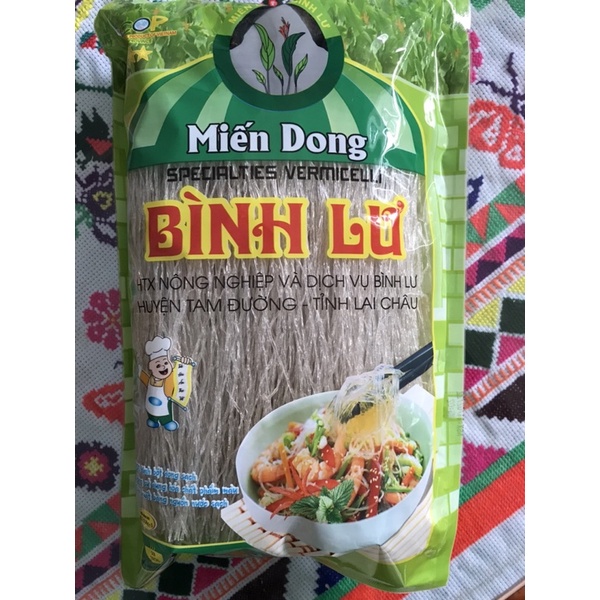 Miến Dong
SPECIALTIES VERMICELLI
BÌNH LƯ
HTX NÔNG NGHIỆP VÀ DỊCH VỤ BÌNH LƯ
HUYỆN TAM ĐƯỜNG - TỈNH LAI CHÂU